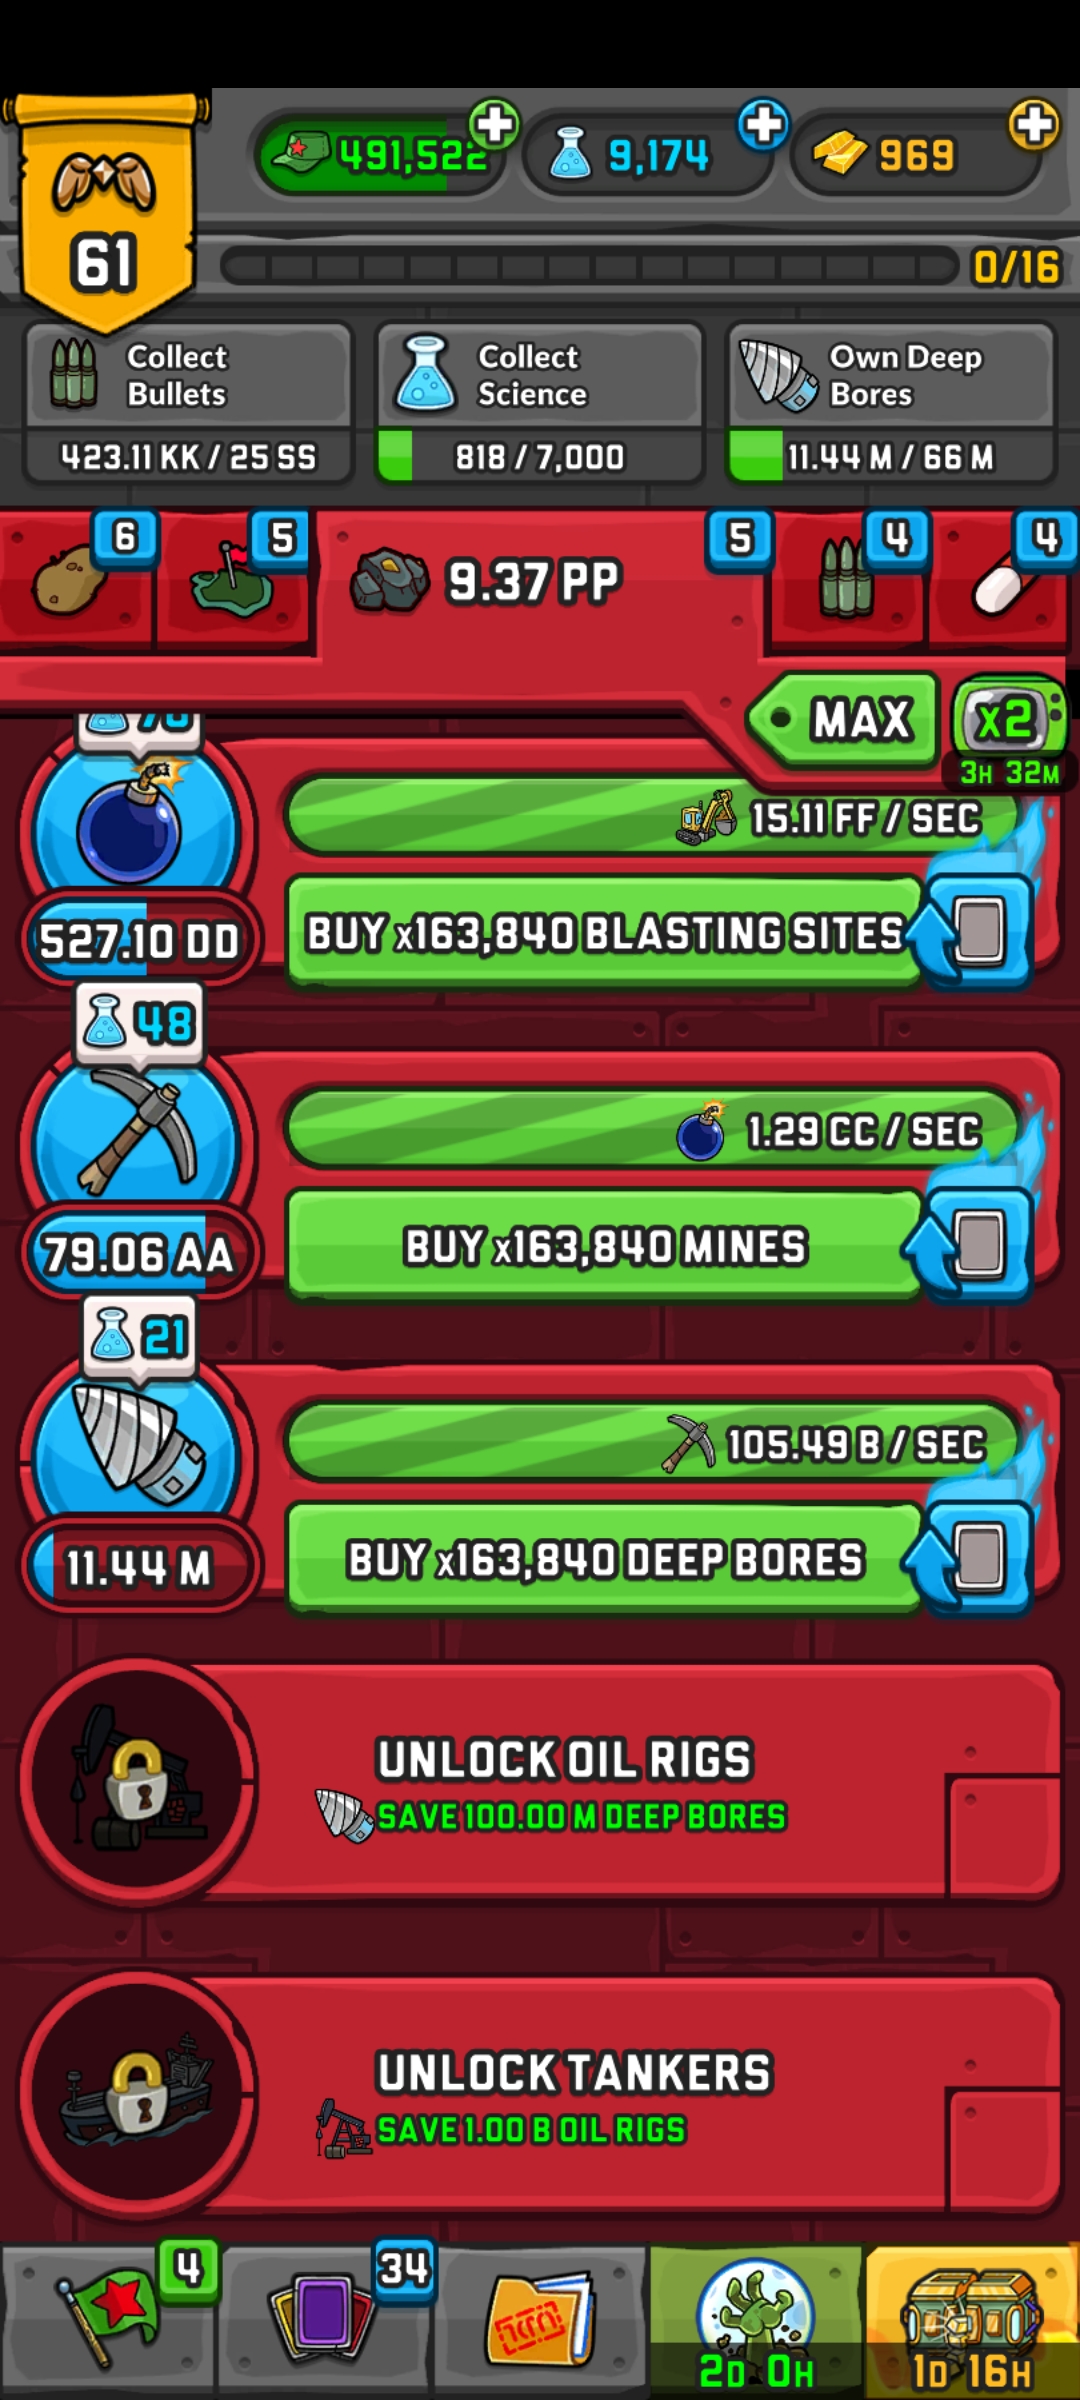 491,522
9,174
969
61
0/16
Collect
Bullets
Collect
Science
Own Deep
Bores
423.11 KK / 25 SS
818 / 7,000
11.44 M / 66 M
6
5
9.37 PP
5
4
4
MAX
x2
3H 32M
15.11 FF / SEC
527.10 DD
BUY x163,840 BLASTING SITES
48
1.29 CC / SEC
79.06 AA
BUY x163,840 MINES
21
105.49 B / SEC
11.44 M
BUY x163,840 DEEP BORES
UNLOCK OIL RIGS
SAVE 100.00 M DEEP BORES
UNLOCK TANKERS
SAVE 1.00 B OIL RIGS
4
34
2D 0H
1D 16H